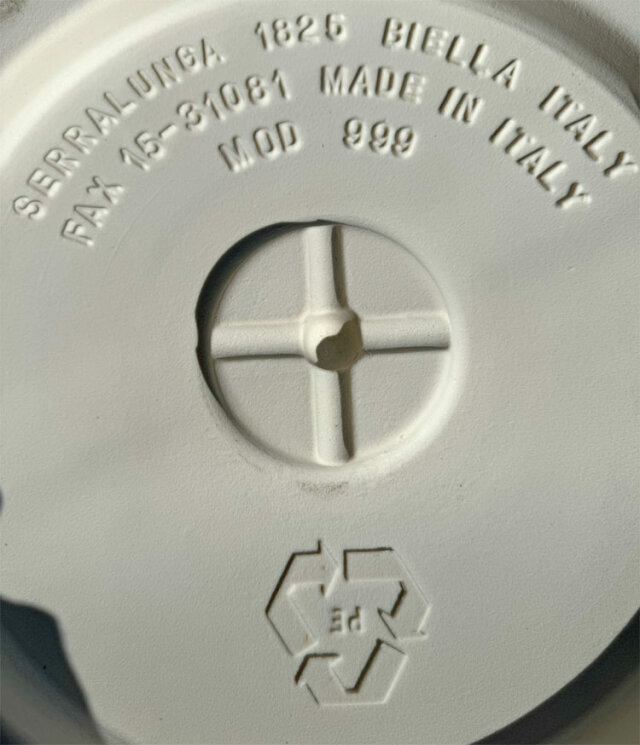 SERRALUNGA 1825 BIELLA ITALY
FAX 15-31081 MADE IN ITALY
MOD 999
PE